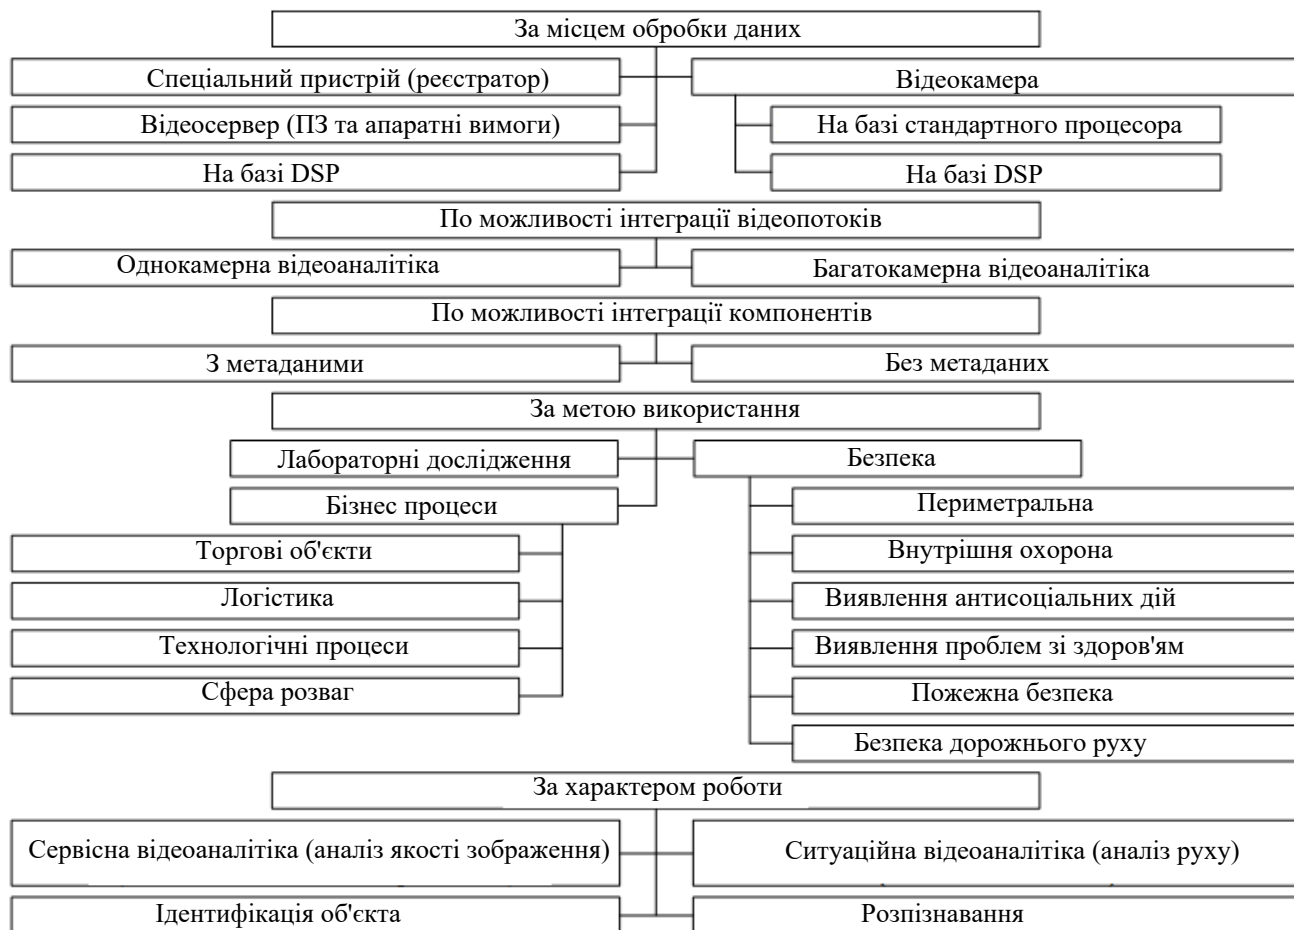 За місцем обробки даних
Спеціальний пристрій (реєстратор)
Відеокамера
Відеосервер (ПЗ та апаратні вимоги)
На базі стандартного процесора
На базі DSP
На базі DSP
По можливості інтеграції відеопотоків
Однокамерна відеоаналітика
Багатокамерна відеоаналітика
По можливості інтеграції компонентів
З метаданими
Без метаданих
За метою використання
Лабораторні дослідження
Безпека
Бізнес процеси
Периметральна
Торгові об'єкти
Внутрішня охорона
Логістика
Виявлення антисоціальних дій
Технологічні процеси
Виявлення проблем зі здоров'ям
Сфера розваг
Пожежна безпека
Безпека дорожнього руху
За характером роботи
Сервісна відеоаналітика (аналіз якості зображення)
Ситуаційна відеоаналітика (аналіз руху)
Ідентифікація об'єкта
Розпізнавання